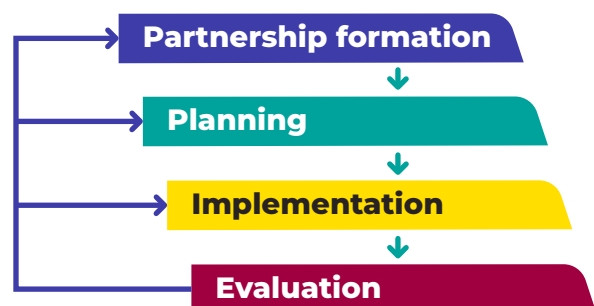 Partnership formation
Planning
Implementation
Evaluation